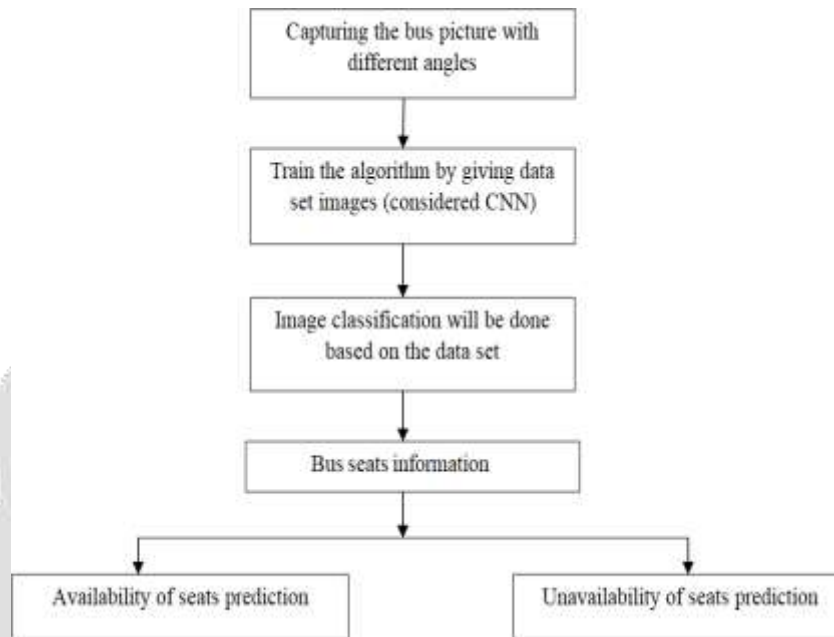 Capturing the bus picture with
different angles
Train the algorithm by giving data
set images (considered CNN)
Image classification will be done
based on the data set
Bus seats information
Availability of seats prediction
Unavailability of seats prediction